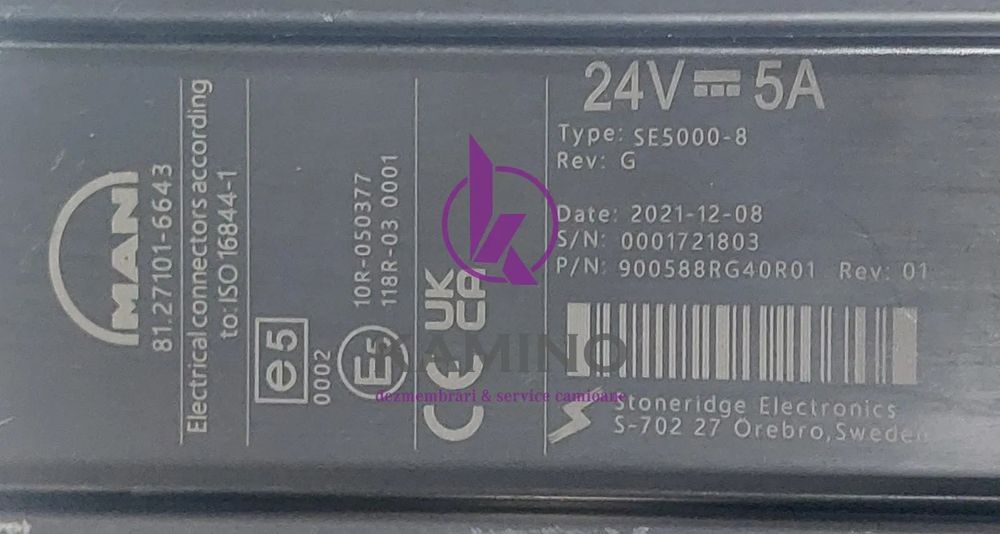 MAN
81.27101-6643
Electrical connectors according
to:ISO 16844-1
e5
0002
10R-050377
118R-03 0001
E5
UK
CA
CE
24V 5A
Type: SE5000-8
Rev: G
Date: 2021-12-08
S/N: 0001721803
P/N: 900588RG40R01 Rev: 01
Stoneridge Electronics
S-702 27 Örebro, Sweden
KAMINO
dezmembrari & service camioane